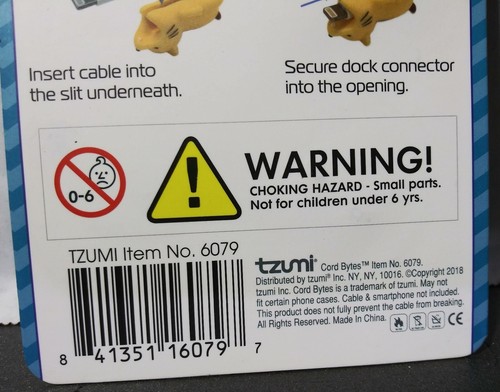 Insert cable into
the slit underneath.
Secure dock connector
into the opening.
0-6
WARNING!
CHOKING HAZARD - Small parts.
Not for children under 6 yrs.
TZUMI Item No. 6079
8 41351 16079 7
tzumi Cord Bytes™ Item No. 6079.
Distributed by tzumi® Inc. NY, NY, 10016. ©Copyright 2018
tzumi Inc. Cord Bytes is a trademark of tzumi. May not
fit certain phone cases. Cable & smartphone not included.
This product does not fully prevent the cable from breaking.
All Rights Reserved. Made In China. CE